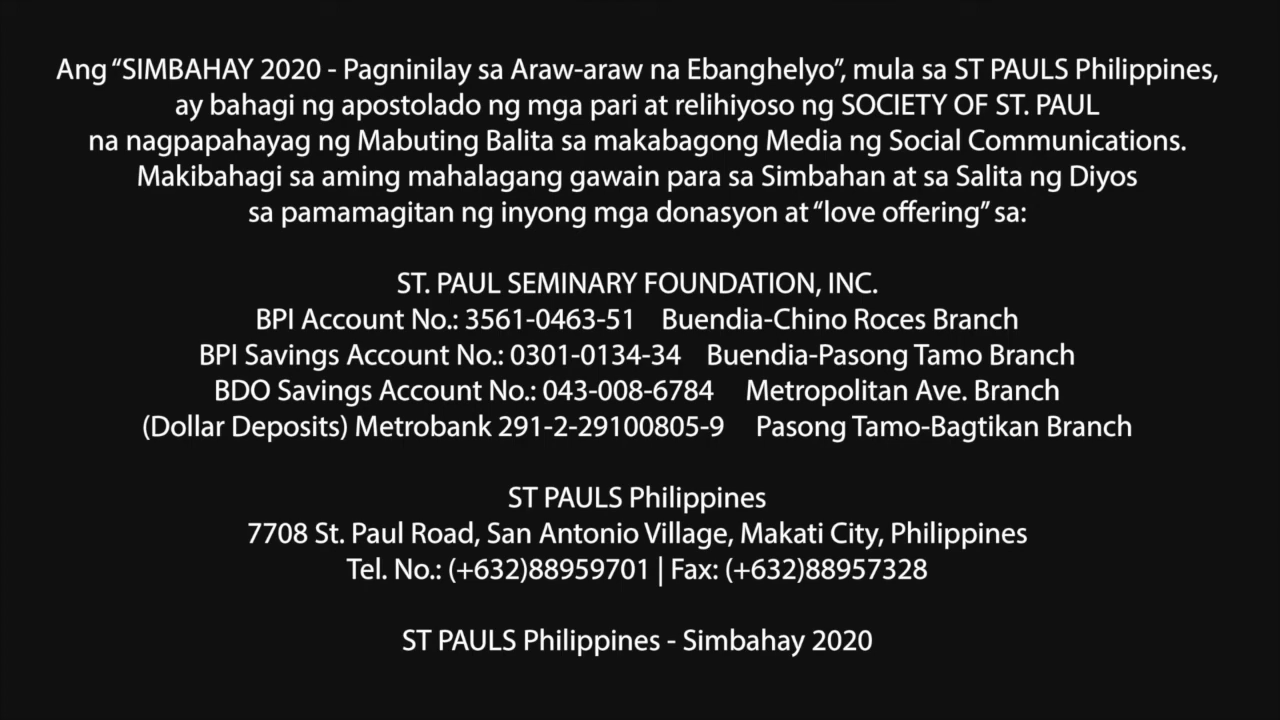 Ang “SIMBAHAY 2020 - Pagninilay sa Araw-araw na Ebanghelyo”, mula sa ST PAULS Philippines,
ay bahagi ng apostolado ng mga pari at relihiyoso ng SOCIETY OF ST. PAUL
na nagpapahayag ng Mabuting Balita sa makabagong Media ng Social Communications.
Makibahagi sa aming mahalagang gawain para sa Simbahan at sa Salita ng Diyos
sa pamamagitan ng inyong mga donasyon at “love offering” sa:
ST. PAUL SEMINARY FOUNDATION, INC.
BPI Account No.: 3561-0463-51 Buendia-Chino Roces Branch
BPI Savings Account No.: 0301-0134-34 Buendia-Pasong Tamo Branch
BDO Savings Account No.: 043-008-6784 Metropolitan Ave. Branch
(Dollar Deposits) Metrobank 291-2-29100805-9 Pasong Tamo-Bagtikan Branch
ST PAULS Philippines
7708 St. Paul Road, San Antonio Village, Makati City, Philippines
Tel. No.: (+632)88959701 | Fax: (+632)88957328
ST PAULS Philippines - Simbahay 2020